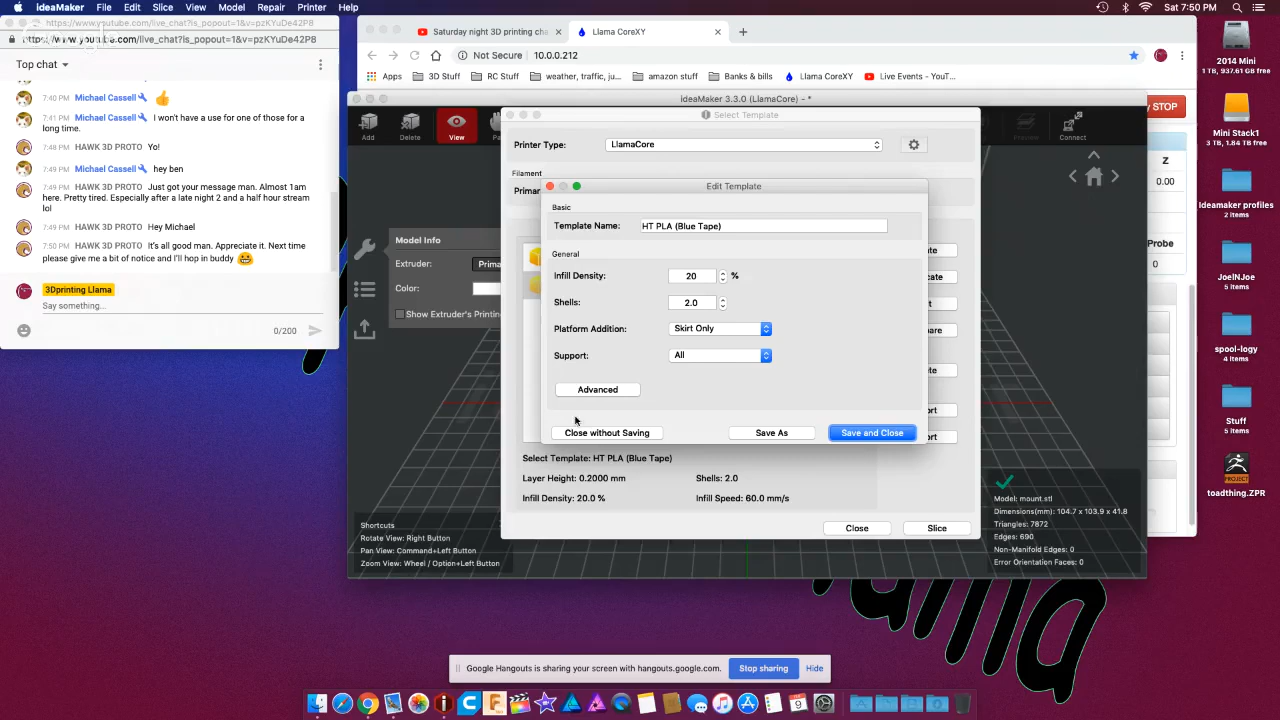 IdeaMaker File Edit Slice View Model Repair Printer Help
Sat 7:50 PM
https://www.youtube.com/live_chat?is_popout=1&v=pzKYuDe42P8
https://www.youtube.com/live_chat?is_popout=1&v=pzKYuDe42P8
Top chat
7:40 PM Michael Cassell
7:41 PM Michael Cassell I won't have a use for one of those for a
long time.
7:48 PM HAWK 3D PROTO Yo!
7:49 PM Michael Cassell hey ben
7:49 PM HAWK 3D PROTO Just got your message man. Almost 1am
here. Pretty tired. Especially after a late night 2 and a half hour stream
lol
7:49 PM HAWK 3D PROTO Hey Michael
7:50 PM HAWK 3D PROTO It's all good man. Appreciate it. Next time
please give me a bit of notice and I'll hop in buddy
3Dprinting Llama
Say something...
0/200
Saturday night 3D printing cha
Llama CoreXY
Not Secure 10.0.0.12
Apps 3D Stuff RC Stuff weather, traffic, ju... amazon stuff Banks & bills Llama CoreXY Live Events - YouT...
ideaMaker 3.3.0 (LlamaCore) - *
Add Delete View Connect
STOP
Z
0.00
Probe
0
Model Info
Extruder: Prima
Color:
Show Extruder's Printing
Shortcuts
Rotate View: Right Button
Pan View: Command+Left Button
Zoom View: Wheel / Option+Left Button
Select Template
Printer Type: LlamaCore
Filament
Edit Template
Basic
Template Name: HT PLA (Blue Tape)
General
Infill Density: 20 %
Shells: 2.0
Platform Addition: Skirt Only
Support: All
Advanced
Close without Saving Save As Save and Close
Select Template: HT PLA (Blue Tape)
Layer Height: 0.2000 mm Shells: 2.0
Infill Density: 20.0 % Infill Speed: 60.0 mm/s
Close Slice
Model: mount.stl
Dimensions(mm): 104.7 x 103.9 x 41.8
Triangles: 7872
Edges: 690
Non-Manifold Edges: 0
Error Orientation Faces: 0
2014 Mini
1 TB, 937.61 GB free
Mini Stack1
3 TB, 1.84 TB free
Ideamaker profiles
2 items
JoelNJoe
5 items
spool-logy
4 items
Stuff
5 items
toadthing.ZPR
Google Hangouts is sharing your screen with hangouts.google.com. Stop sharing Hide